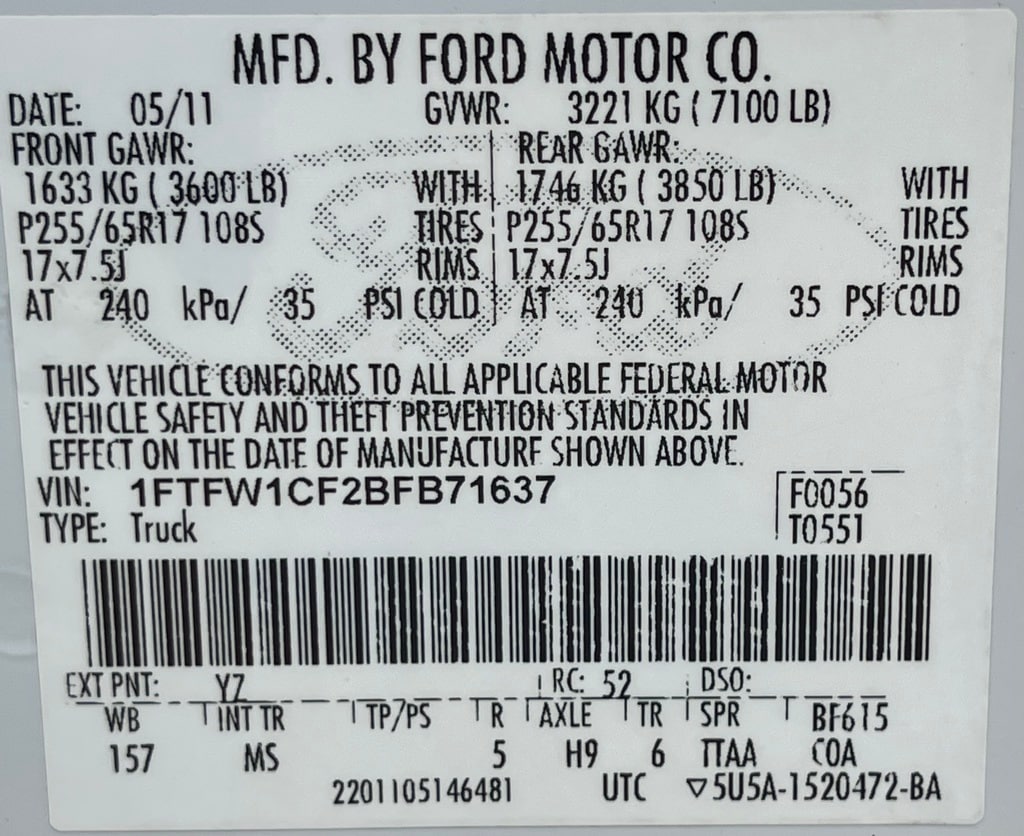 MFD. BY FORD MOTOR CO.
DATE: 05/11 GVWR: 3221 KG ( 7100 LB)
FRONT GAWR: REAR GAWR:
1633 KG ( 3600 LB) WITH 1746 KG ( 3850 LB) WITH
P255/65R17 108S TIRES P255/65R17 108S TIRES
17x7.5J RIMS 17x7.5J RIMS
AT 240 kPa/ 35 PSI COLD AT 240 kPa/ 35 PSI COLD
THIS VEHICLE CONFORMS TO ALL APPLICABLE FEDERAL MOTOR
VEHICLE SAFETY AND THEFT PREVENTION STANDARDS IN
EFFECT ON THE DATE OF MANUFACTURE SHOWN ABOVE.
VIN: 1FTFW1CF2BFB71637 F0056
TYPE: Truck T0551
EXT PNT: YZ RC: 52 DSO:
WB INT TR TP/PS R AXLE TR SPR BF615
157 MS 5 H9 6 TTAA COA
2201105146481 UTC ▽5U5A-1520472-BA